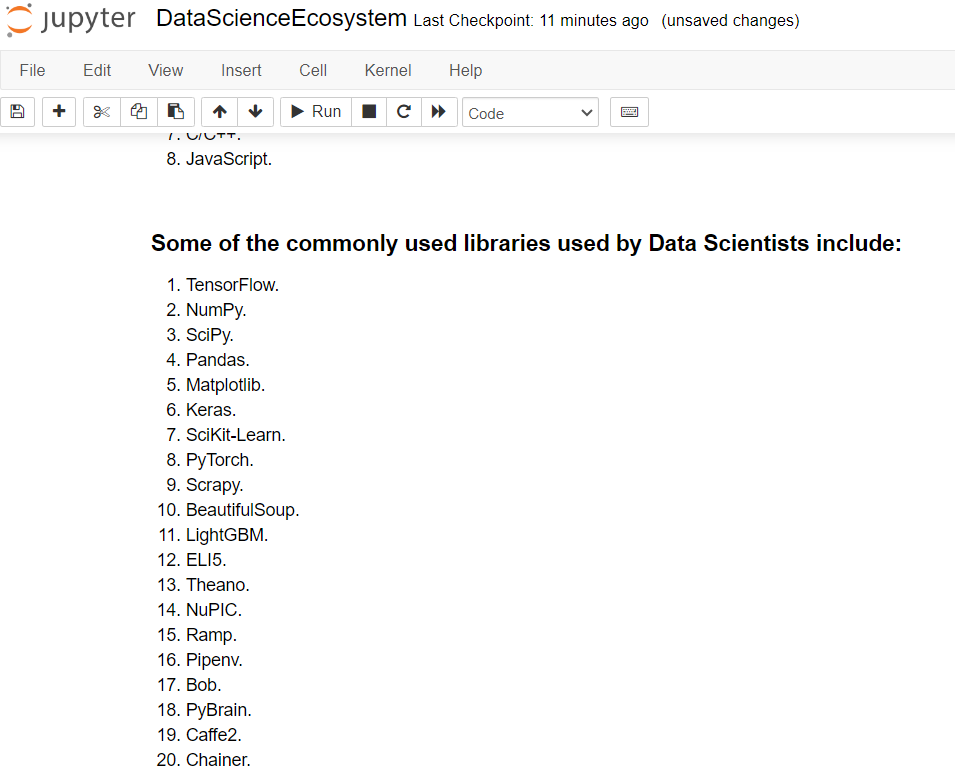 jupyter DataScienceEcosystem Last Checkpoint: 11 minutes ago (unsaved changes)
File Edit View Insert Cell Kernel Help
Run Code
7. C/C++.
8. JavaScript.
Some of the commonly used libraries used by Data Scientists include:
1. TensorFlow.
2. NumPy.
3. SciPy.
4. Pandas.
5. Matplotlib.
6. Keras.
7. SciKit-Learn.
8. PyTorch.
9. Scrapy.
10. BeautifulSoup.
11. LightGBM.
12. ELI5.
13. Theano.
14. NuPIC.
15. Ramp.
16. Pipenv.
17. Bob.
18. PyBrain.
19. Caffe2.
20. Chainer.